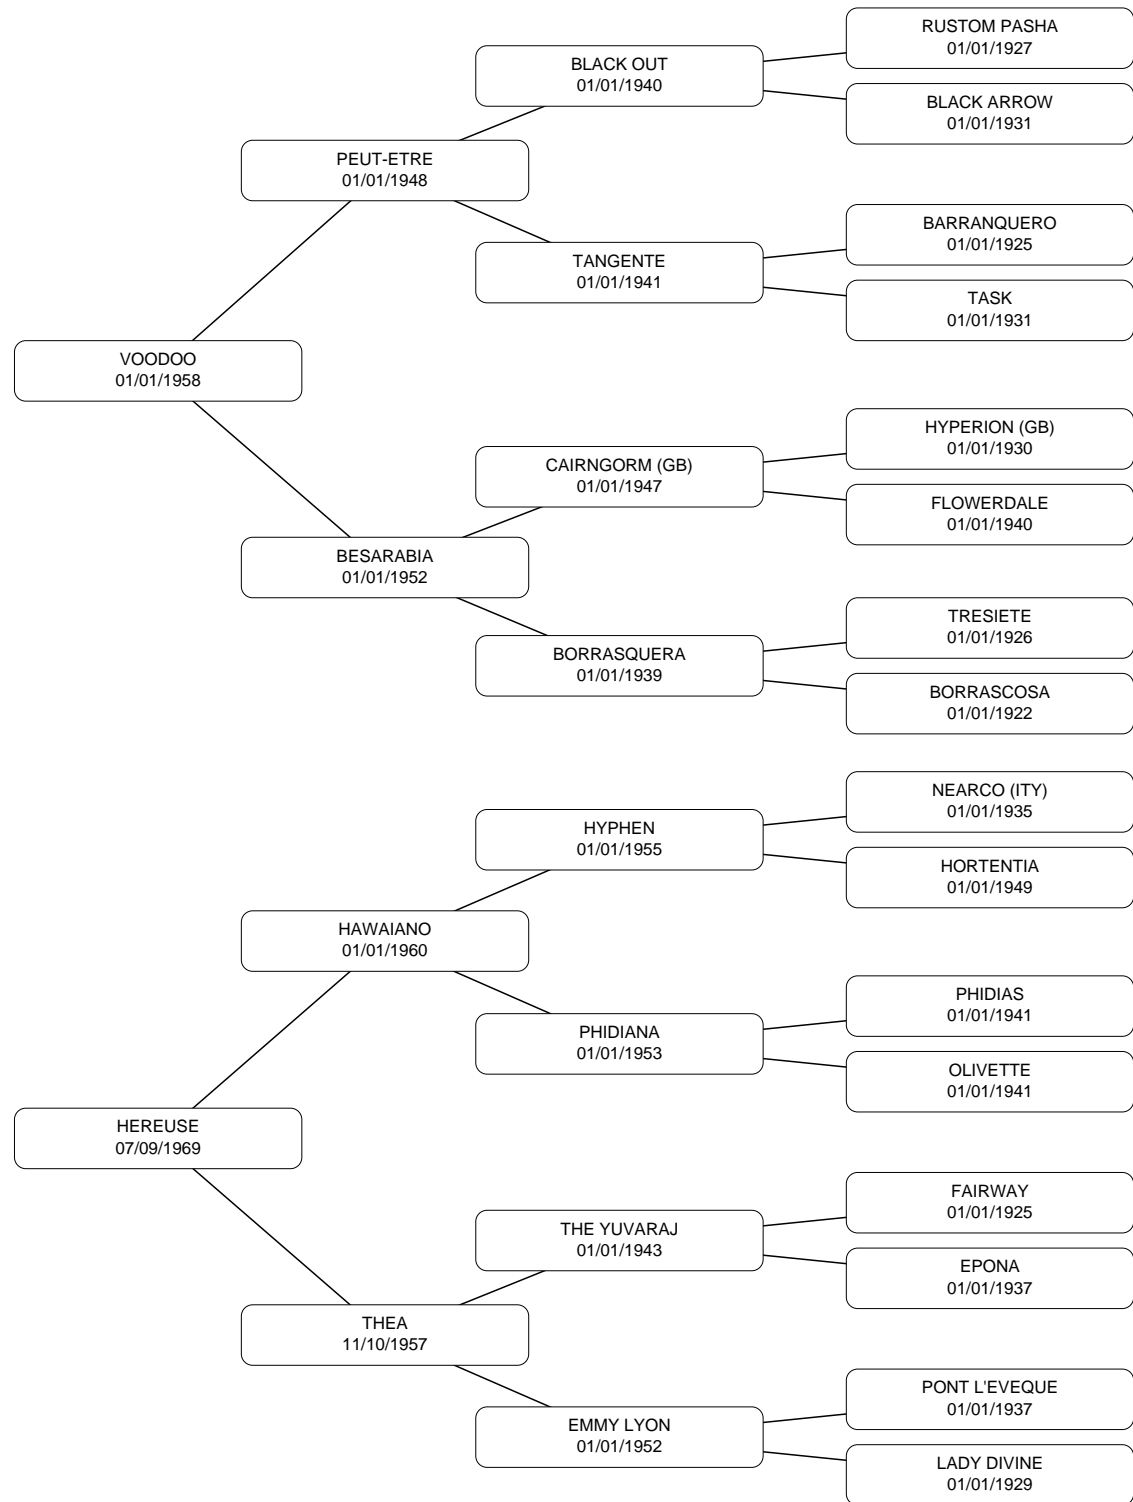 RUSTOM PASHA
01/01/1927
BLACK OUT
01/01/1940
BLACK ARROW
01/01/1931
PEUT-ETRE
01/01/1948
BARRANQUERO
01/01/1925
TANGENTE
01/01/1941
TASK
01/01/1931
VOODOO
01/01/1958
HYPERION (GB)
01/01/1930
CAIRNGORM (GB)
01/01/1947
FLOWERDALE
01/01/1940
BESARABIA
01/01/1952
TRESIETE
01/01/1926
BORRASQUERA
01/01/1939
BORRASCOSA
01/01/1922
NEARCO (ITY)
01/01/1935
HYPHEN
01/01/1955
HORTENTIA
01/01/1949
HAWAIANO
01/01/1960
PHIDIAS
01/01/1941
PHIDIANA
01/01/1953
OLIVETTE
01/01/1941
HEREUSE
07/09/1969
FAIRWAY
01/01/1925
THE YUVARAJ
01/01/1943
EPONA
01/01/1937
THEA
11/10/1957
PONT L'EVEQUE
01/01/1937
EMMY LYON
01/01/1952
LADY DIVINE
01/01/1929